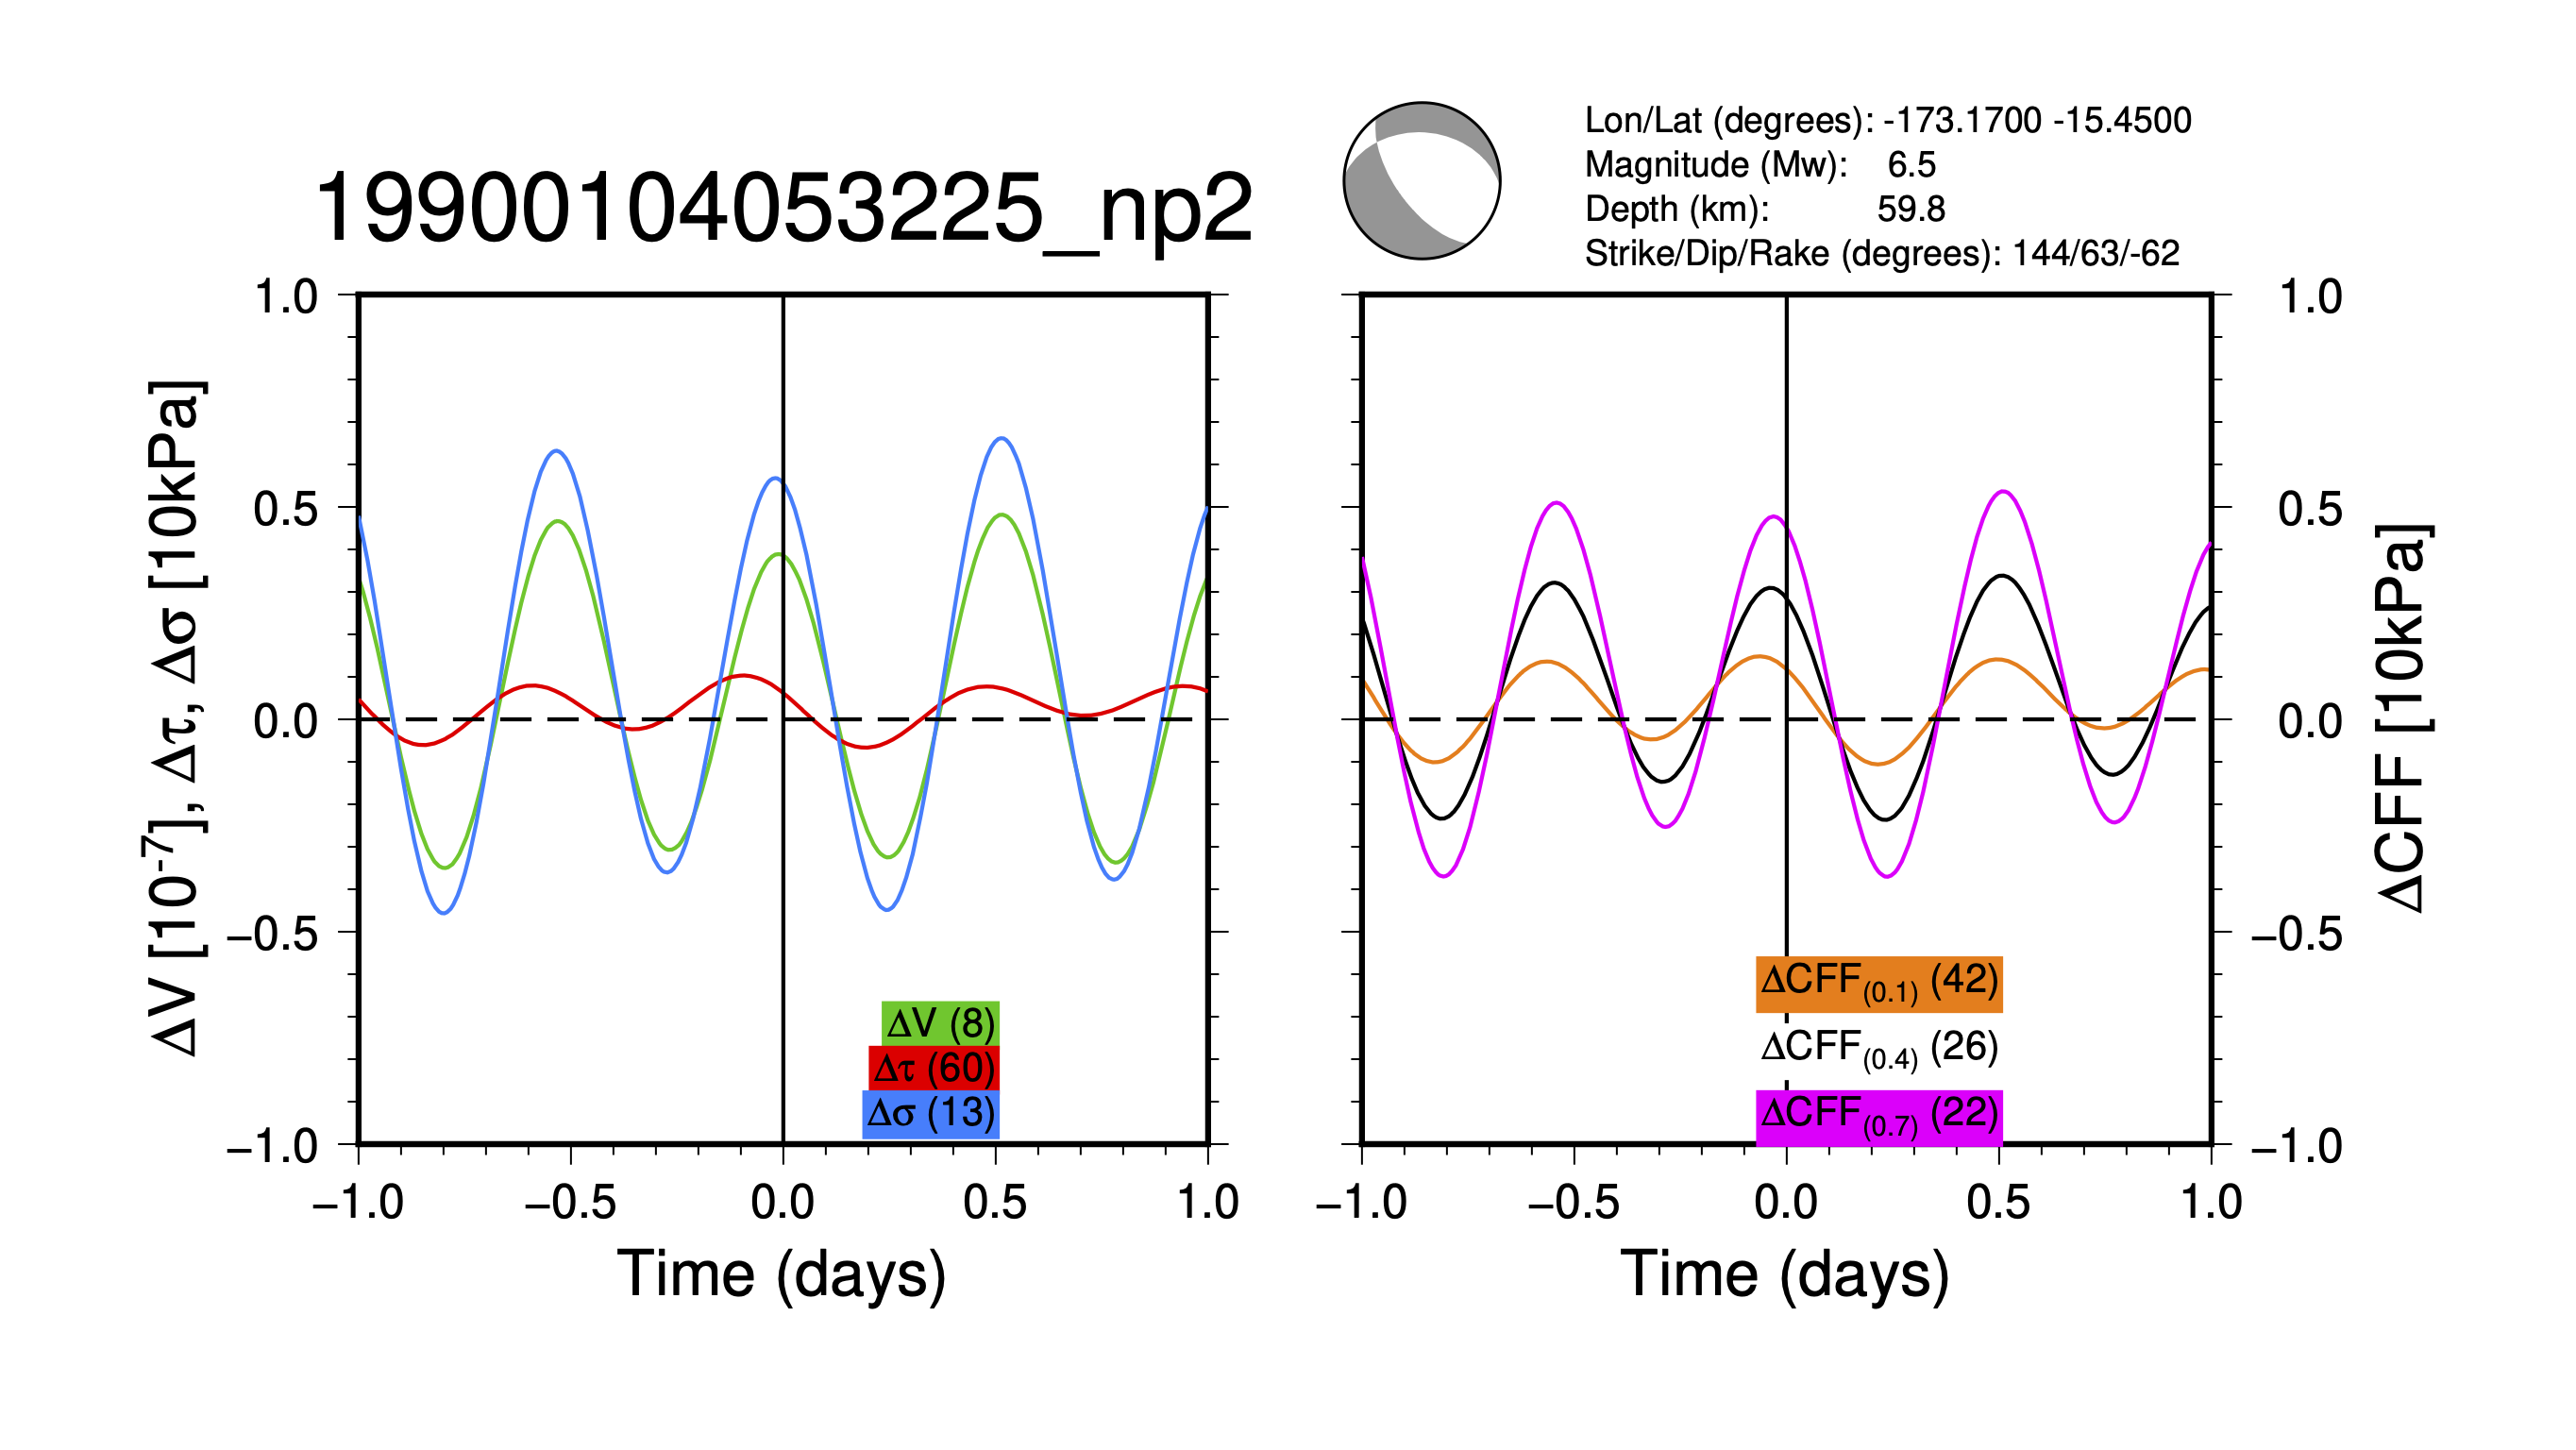 19900104053225_np2
Lon/Lat (degrees): -173.1700 -15.4500
Magnitude (Mw): 6.5
Depth (km): 59.8
Strike/Dip/Rake (degrees): 144/63/-62
ΔV [10-7], Δτ, Δσ [10kPa]
1.0
0.5
0.0
−0.5
−1.0
ΔV (8)
Δτ (60)
Δσ (13)
−1.0 −0.5 0.0 0.5 1.0
Time (days)
ΔCFF(0.1) (42)
ΔCFF(0.4) (26)
ΔCFF(0.7) (22)
−1.0 −0.5 0.0 0.5 1.0
Time (days)
1.0
0.5
0.0
−0.5
−1.0
ΔCFF [10kPa]